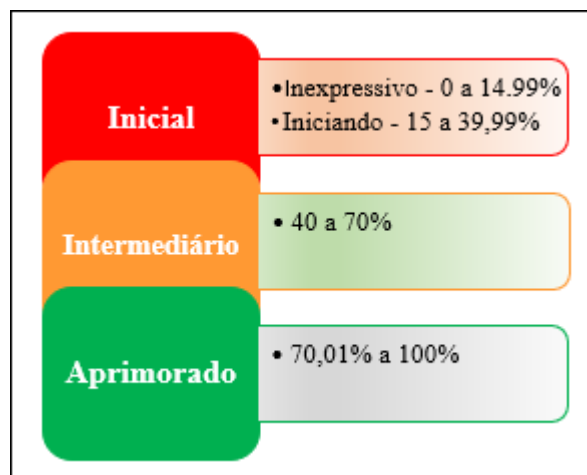 Inicial
•Inexpressivo - 0 a 14.99%
•Iniciando - 15 a 39,99%
Intermediário
• 40 a 70%
Aprimorado
• 70,01% a 100%